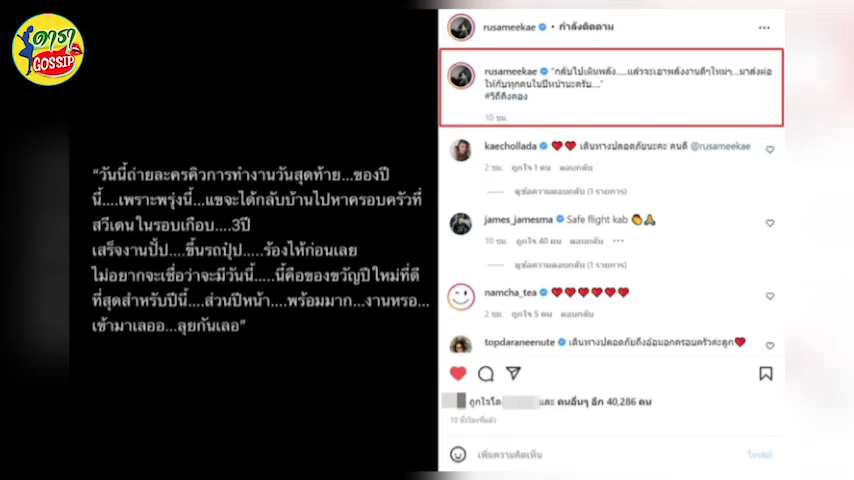 ดารา
GOSSIP
"วันนี้ถ่ายละครคิวการทำงานวันสุดท้าย...ของปี
นี้....เพราะพรุ่งนี้...แขจะได้กลับบ้านไปหาครอบครัวที่
สวีเดนในรอบเกือบ....3ปี
เสร็จงานปั้ป....ขึ้นรถปุ้ป.....ร้องไห้ก่อนเลย
ไม่อยากจะเชื่อว่าจะมีวันนี้.....นี้คือของขวัญปีใหม่ที่ดี
ที่สุดสำหรับปีนี้....ส่วนปีหน้า....พร้อมมาก...งานหรอ...
เข้ามาเลออ...ลุยกันเลอ"
rusameekae • กำลังติดตาม
rusameekae "กลับไปเติมพลัง.....แล้วจะเอาพลังงานดีๆใหม่ๆ...มาส่งต่อ
ให้กับทุกคนในปีหน้านะครับ...."
#วิถีคิงคอง
10 ชม.
kaechollada ❤️❤️ เดินทางปลอดภัยนะคะ คนดี @rusameekae
2 ชม. ถูกใจ 1 คน ตอบกลับ
ดูข้อความตอบกลับ (1 รายการ)
james_jamesma Safe flight kab 👏🙏
10 ชม. ถูกใจ 40 คน ตอบกลับ ...
ดูข้อความตอบกลับ (1 รายการ)
namcha_tea ❤️❤️❤️❤️❤️❤️
2 ชม. ถูกใจ 5 คน ตอบกลับ
topdaraneenute เดินทางปลอดภัยถึงอ้อมอกครอบครัวค่ะลูก❤️
ถูกใจโดย และ คนอื่นๆ อีก 40,286 คน
10 ชั่วโมงที่แล้ว
เพิ่มความคิดเห็น
โพสต์